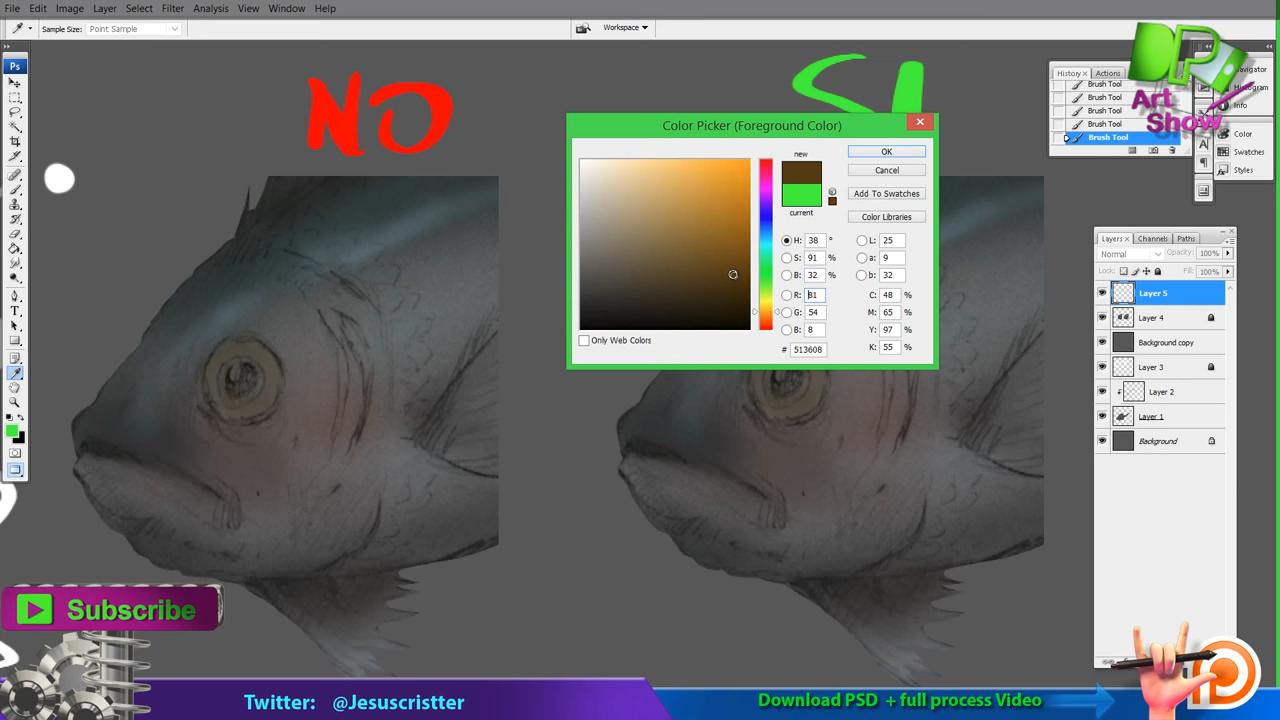 File Edit Image Layer Select Analysis Filter View Window Help
Sample Size: Point Sample
Workspace
Ps
NO
SI
DP
Art
Show
Color Picker (Foreground Color)
new
current
OK
Cancel
Add To Swatches
Color Libraries
H: 38 °
S: 91 %
B: 32 %
R: 81
G: 54
B: 8
# 513608
L: 25
a: 9
b: 32
C: 48 %
M: 65 %
Y: 97 %
K: 55 %
Only Web Colors
History Actions
Brush Tool
Brush Tool
Brush Tool
Brush Tool
Brush Tool
Navigator
Histogram
Info
Color
Swatches
Styles
Layers Channels Paths
Normal Opacity: 100%
Lock: Fill: 100%
Layer 5
Layer 4
Background copy
Layer 3
Layer 2
Layer 1
Background
Subscribe
Twitter: @Jesuscristter
Download PSD + full process Video